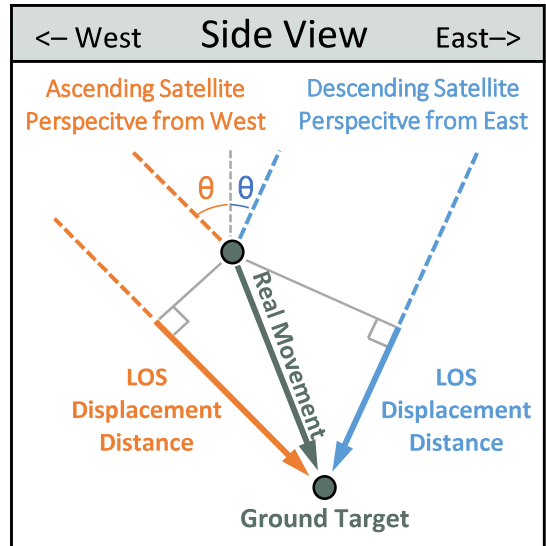 <– West Side View East–>
Ascending Satellite
Perspecitve from West
Descending Satellite
Perspecitve from East
θ θ
Real Movement
LOS
Displacement
Distance
LOS
Displacement
Distance
Ground Target